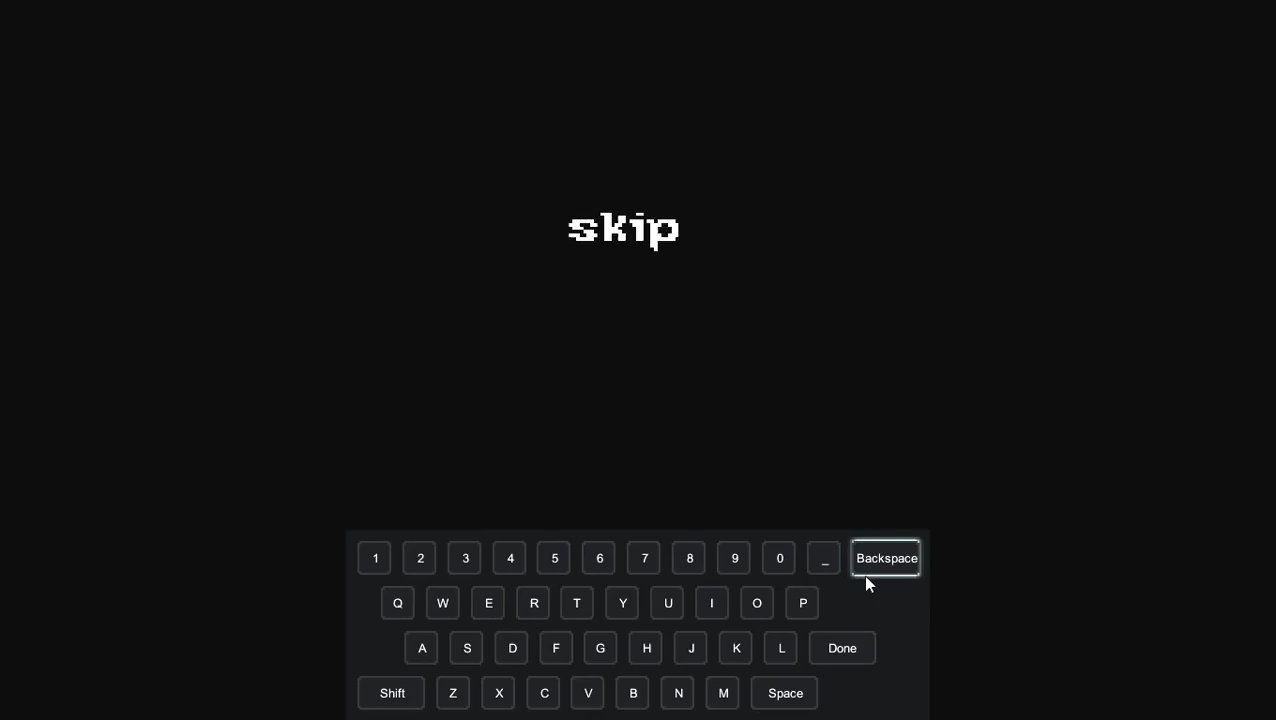 skip
1 2 3 4 5 6 7 8 9 0 _ Backspace
Q W E R T Y U I O P
A S D F G H J K L Done
Shift Z X C V B N M Space